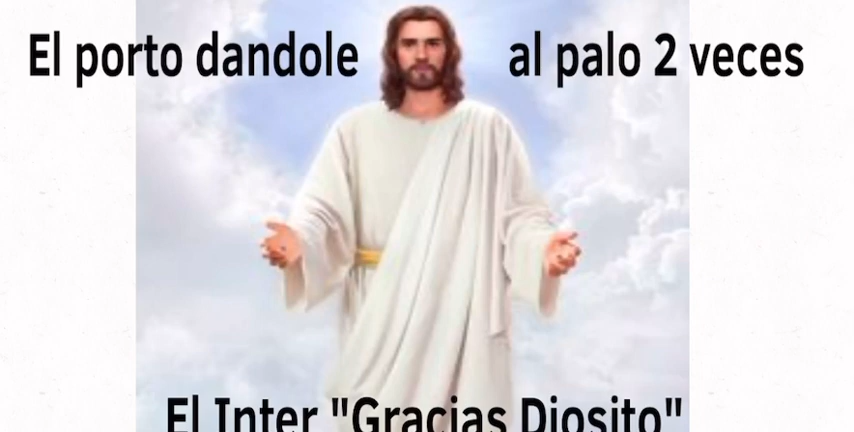 El porto dandole al palo 2 veces
El Inter "Gracias Diosito"